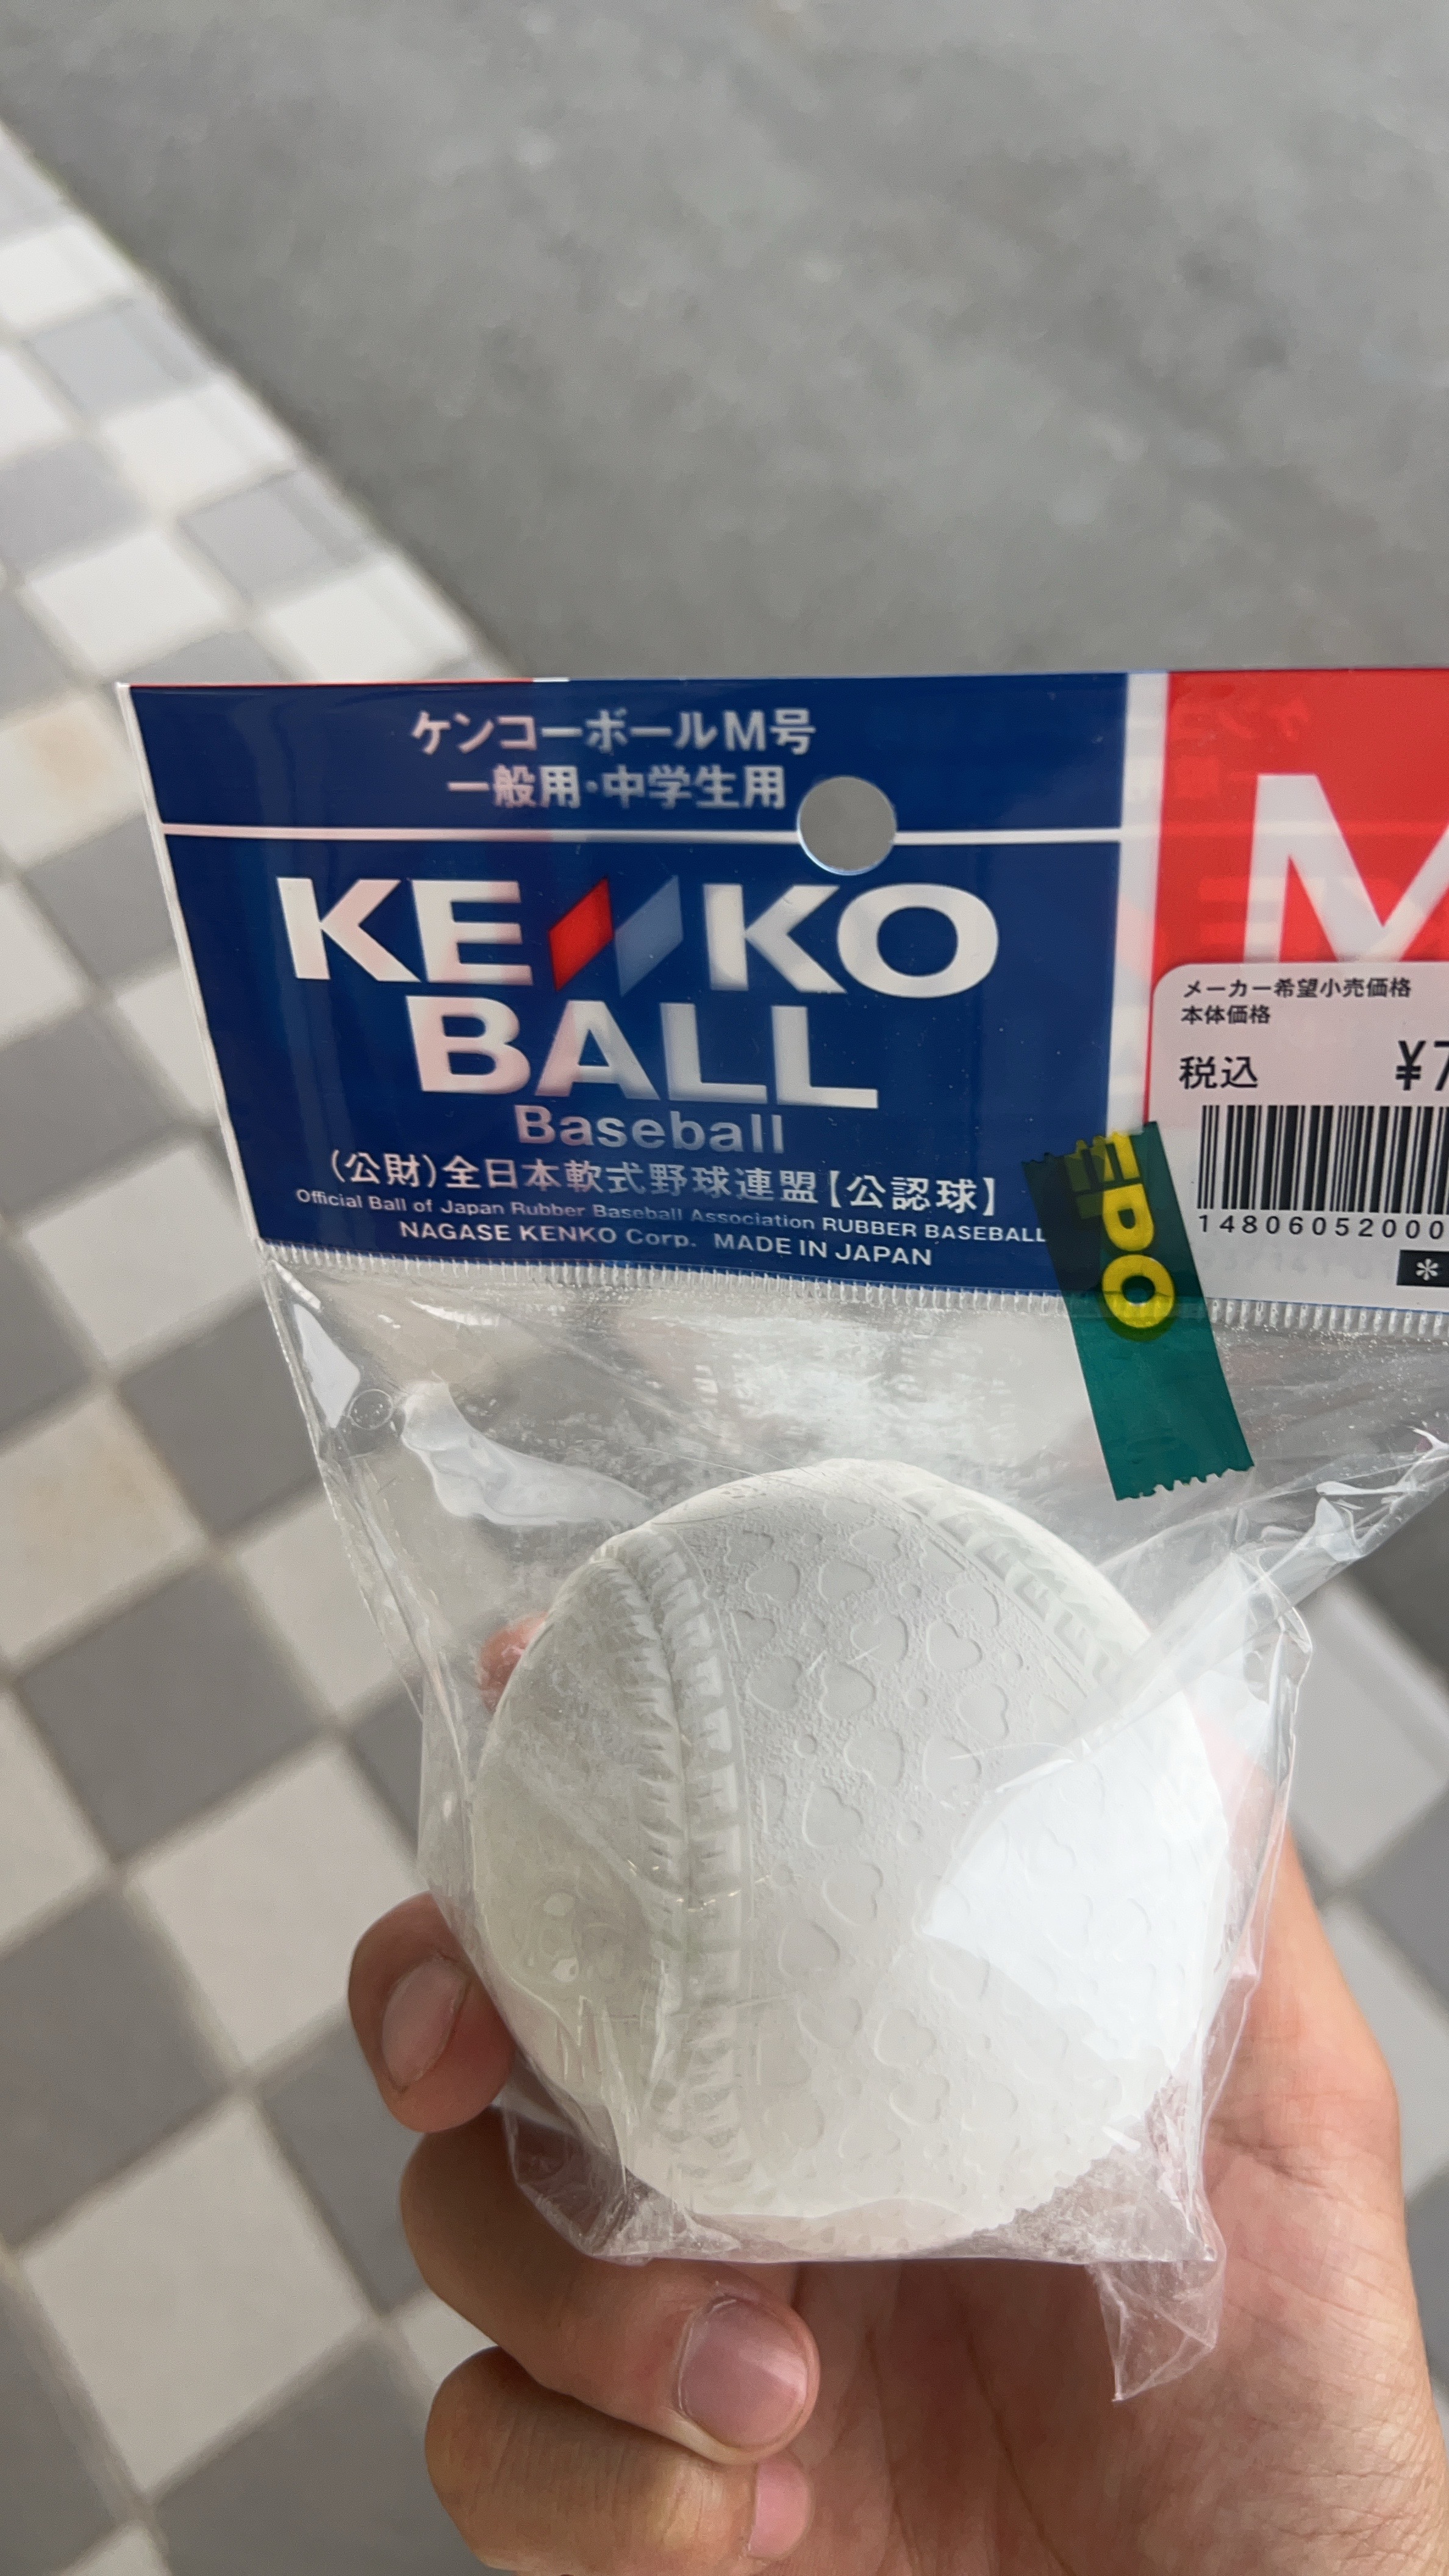 ケンコーボールM号
一般用・中学生用
KENKO
BALL
Baseball
(公財)全日本軟式野球連盟【公認球】
Official Ball of Japan Rubber Baseball Association RUBBER BASEBALL
NAGASE KENKO Corp. MADE IN JAPAN
M
メーカー希望小売価格
本体価格
税込 ¥7
14806052000
*
EPO